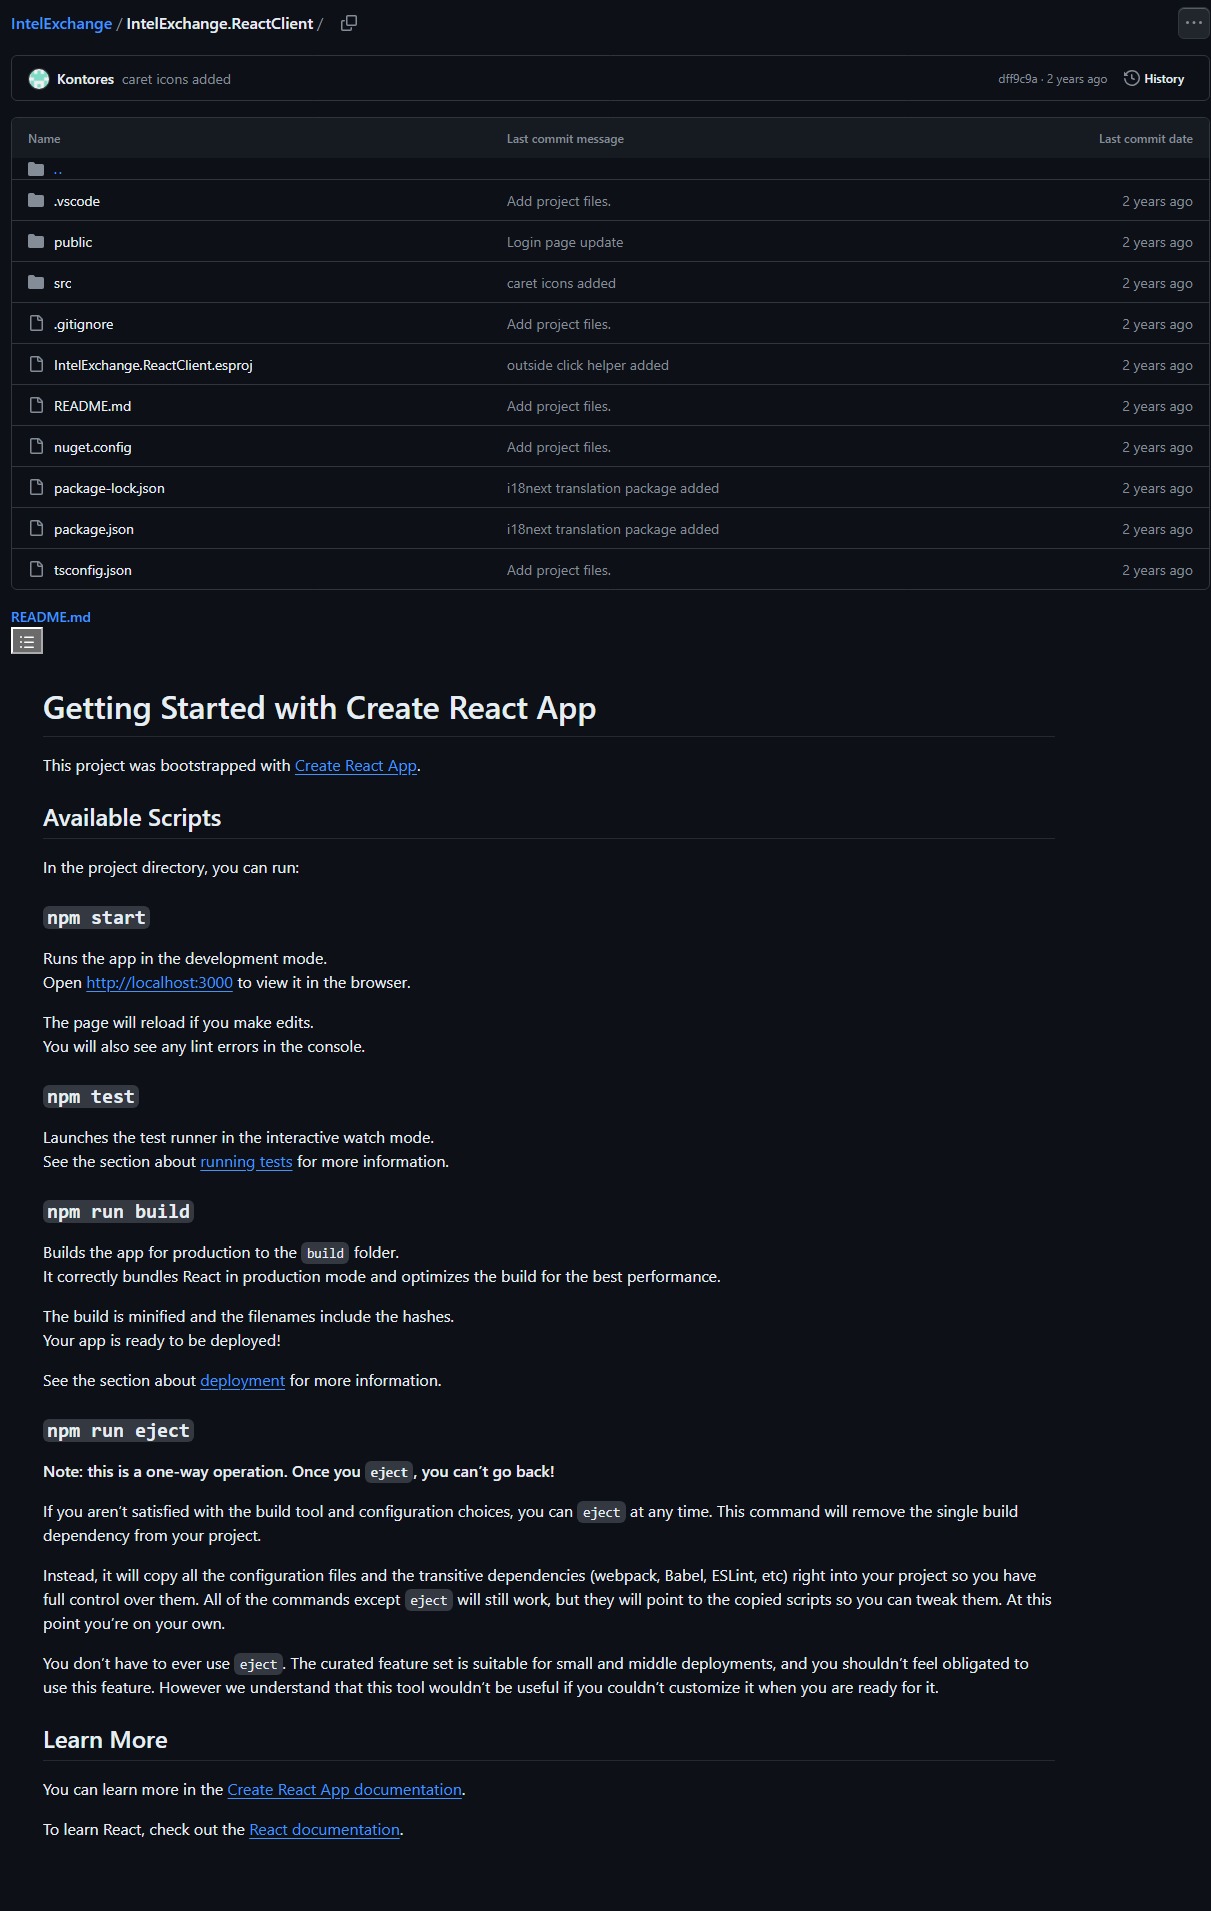 IntelExchange / IntelExchange.ReactClient /
Kontores caret icons added dff9c9a · 2 years ago History
Name Last commit message Last commit date
..
.vscode Add project files. 2 years ago
public Login page update 2 years ago
src caret icons added 2 years ago
.gitignore Add project files. 2 years ago
IntelExchange.ReactClient.esproj outside click helper added 2 years ago
README.md Add project files. 2 years ago
nuget.config Add project files. 2 years ago
package-lock.json i18next translation package added 2 years ago
package.json i18next translation package added 2 years ago
tsconfig.json Add project files. 2 years ago
README.md
Getting Started with Create React App
This project was bootstrapped with Create React App.
Available Scripts
In the project directory, you can run:
npm start
Runs the app in the development mode.
Open http://localhost:3000 to view it in the browser.
The page will reload if you make edits.
You will also see any lint errors in the console.
npm test
Launches the test runner in the interactive watch mode.
See the section about running tests for more information.
npm run build
Builds the app for production to the build folder.
It correctly bundles React in production mode and optimizes the build for the best performance.
The build is minified and the filenames include the hashes.
Your app is ready to be deployed!
See the section about deployment for more information.
npm run eject
Note: this is a one-way operation. Once you eject, you can’t go back!
If you aren’t satisfied with the build tool and configuration choices, you can eject at any time. This command will remove the single build
dependency from your project.
Instead, it will copy all the configuration files and the transitive dependencies (webpack, Babel, ESLint, etc) right into your project so you have
full control over them. All of the commands except eject will still work, but they will point to the copied scripts so you can tweak them. At this
point you’re on your own.
You don’t have to ever use eject. The curated feature set is suitable for small and middle deployments, and you shouldn’t feel obligated to
use this feature. However we understand that this tool wouldn’t be useful if you couldn’t customize it when you are ready for it.
Learn More
You can learn more in the Create React App documentation.
To learn React, check out the React documentation.